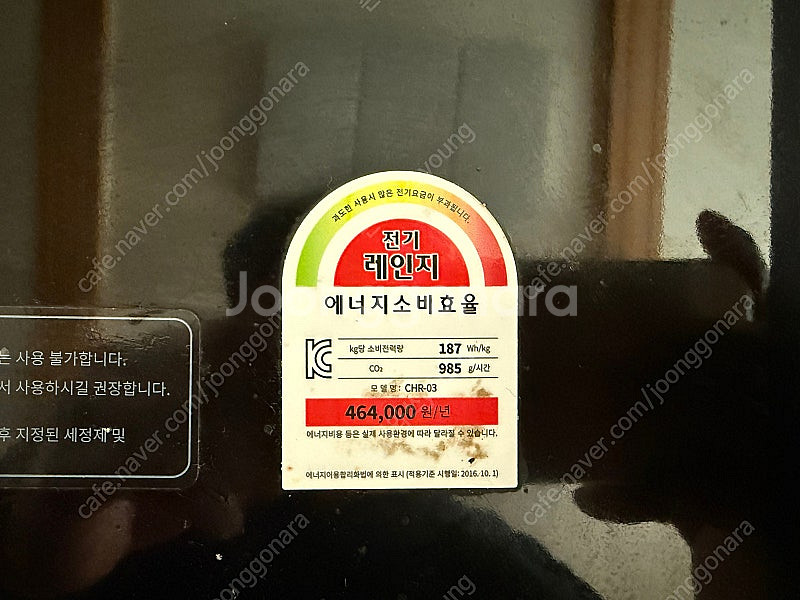 과도한 사용시 많은 전기요금이 부과됩니다.
전기
레인지
에너지소비효율
kg당 소비전력량 187 Wh/kg
CO₂ 985 g/시간
모델명: CHR-03
464,000 원/년
에너지비용 등은 실제 사용환경에 따라 달라질 수 있습니다.
에너지이용합리화법에 의한 표시 (적용기준 시행일: 2016. 10. 1)
는 사용 불가합니다.
서 사용하시길 권장합니다.
후 지정된 세정제 및
Joonggonara
cafe.naver.com/joonggonara